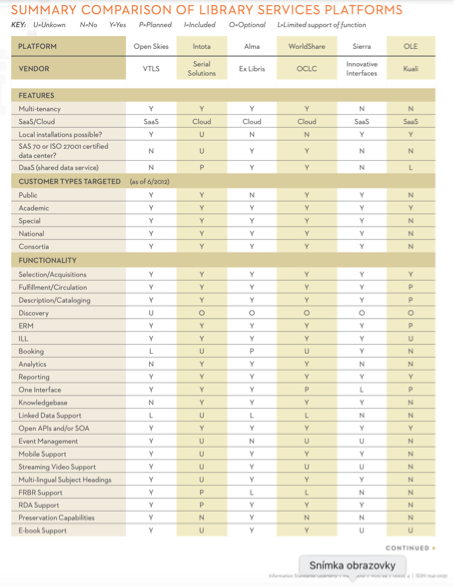 SUMMARY COMPARISON OF LIBRARY SERVICES PLATFORMS
KEY: U=Unkown N=No Y=Yes P=Planned I=Included O=Optional L=Limited support of function
PLATFORM Open Skies Intota Alma WorldShare Sierra OLE
VENDOR VTLS Serial Solutions Ex Libris OCLC Innovative Interfaces Kuali
FEATURES
Multi-tenancy Y Y Y Y N N
SaaS/Cloud SaaS Cloud Cloud Cloud SaaS SaaS
Local installations possible? Y U N N Y Y
SAS 70 or ISO 27001 certified
data center? N U Y Y N N
DaaS (shared data service) N P Y Y N L
CUSTOMER TYPES TARGETED (as of 6/2012)
Public Y Y N Y Y N
Academic Y Y Y Y Y Y
Special Y Y Y Y Y N
National Y Y Y Y Y N
Consortia Y Y Y Y Y N
FUNCTIONALITY
Selection/Acquisitions Y Y Y Y Y Y
Fulfillment/Circulation Y Y Y Y Y P
Description/Cataloging Y Y Y Y Y P
Discovery U O O O O O
ERM Y Y Y Y Y P
ILL Y Y Y Y Y U
Booking L U P U Y N
Analytics N Y Y Y N N
Reporting Y Y Y Y Y Y
One Interface Y Y Y P L P
Knowledgebase N Y Y Y Y N
Linked Data Support L U L L N N
Open APIs and/or SOA Y Y Y Y Y Y
Event Management Y U N U U N
Mobile Support Y U Y Y Y N
Streaming Video Support Y U Y U U N
Multi-lingual Subject Headings Y U Y Y Y N
FRBR Support Y P L L N N
RDA Support Y P Y Y Y N
Preservation Capabilities Y N Y N N N
E-book Support Y U Y Y U U
CONTINUED »
Snímka obrazovky